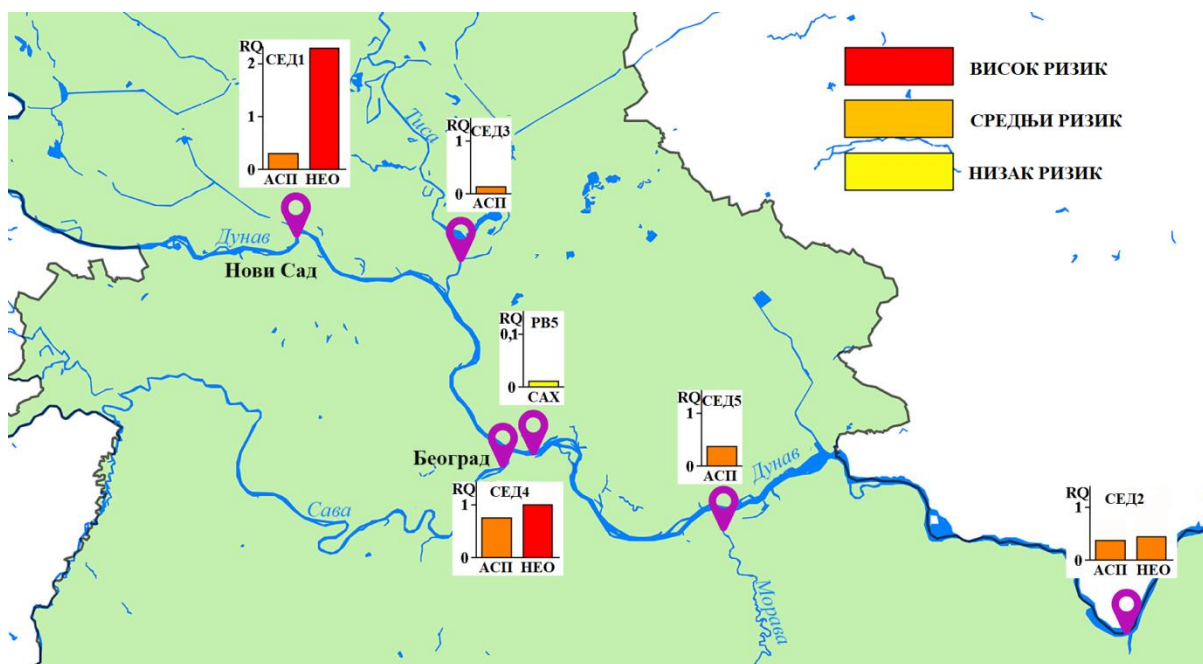 RQ СЕД1
2
1
0
АСП НЕО
Тиса
RQ СЕД3
1
0
АСП
ВИСОК РИЗИК
СРЕДЊИ РИЗИК
НИЗАК РИЗИК
Дунав
Нови Сад
RQ РВ5
0,1
0
САХ
Београд
RQ СЕД4
1
0
АСП НЕО
Сава
RQ СЕД5
1
0
АСП
Дунав
Морава
RQ СЕД2
1
0
АСП НЕО